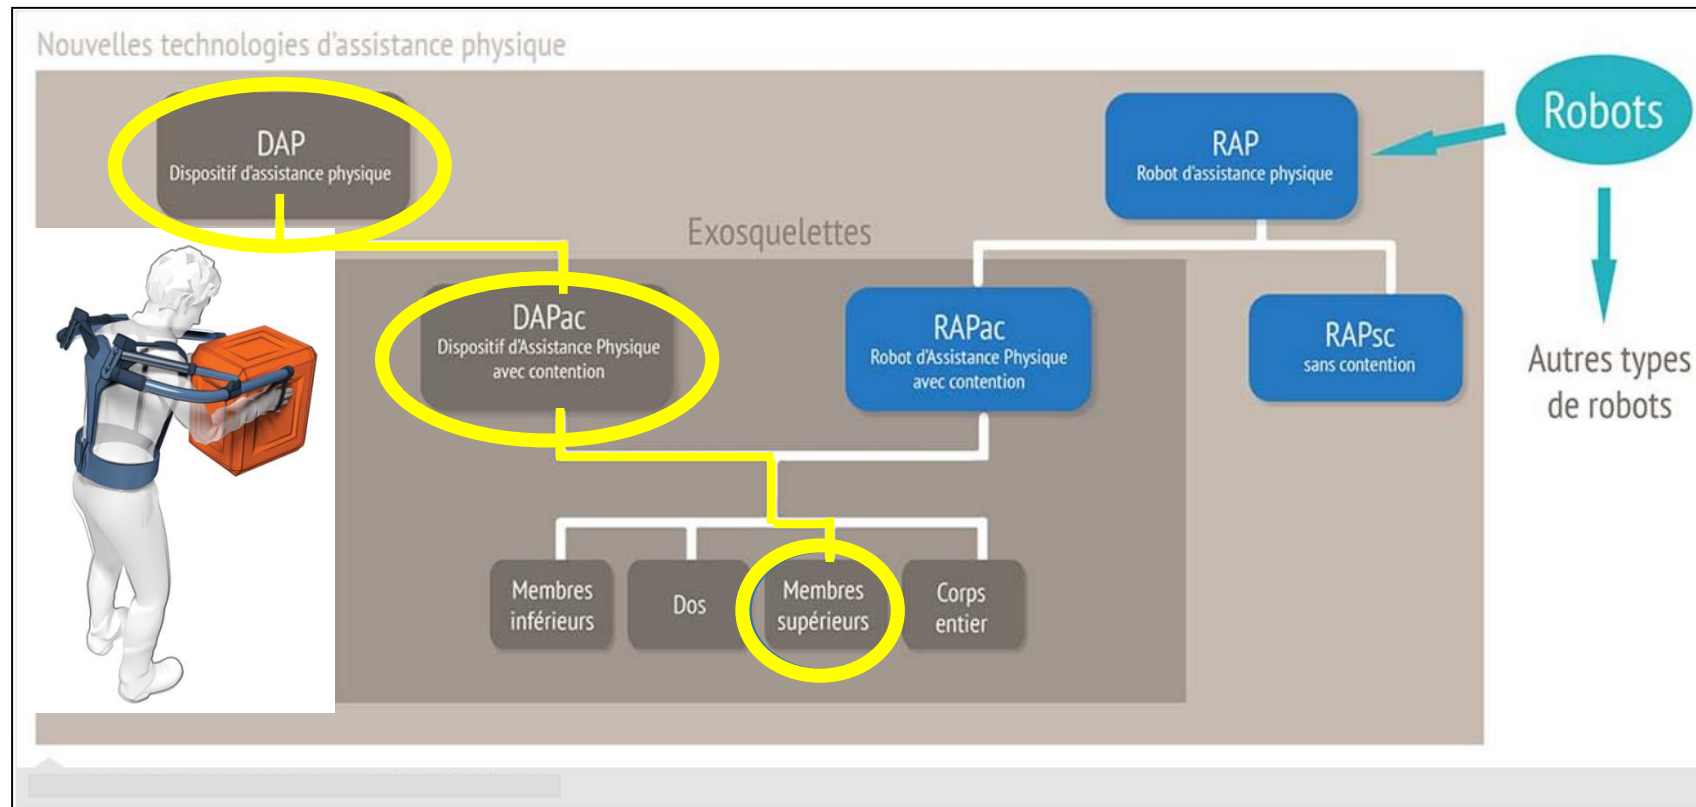 Nouvelles technologies d'assistance physique
DAP
Dispositif d'assistance physique
RAP
Robot d'assistance physique
Robots
Exosquelettes
DAPac
Dispositif d'Assistance Physique
avec contention
RAPac
Robot d'Assistance Physique
avec contention
RAPsc
sans contention
Autres types
de robots
Membres
inférieurs
Dos
Membres
supérieurs
Corps
entier